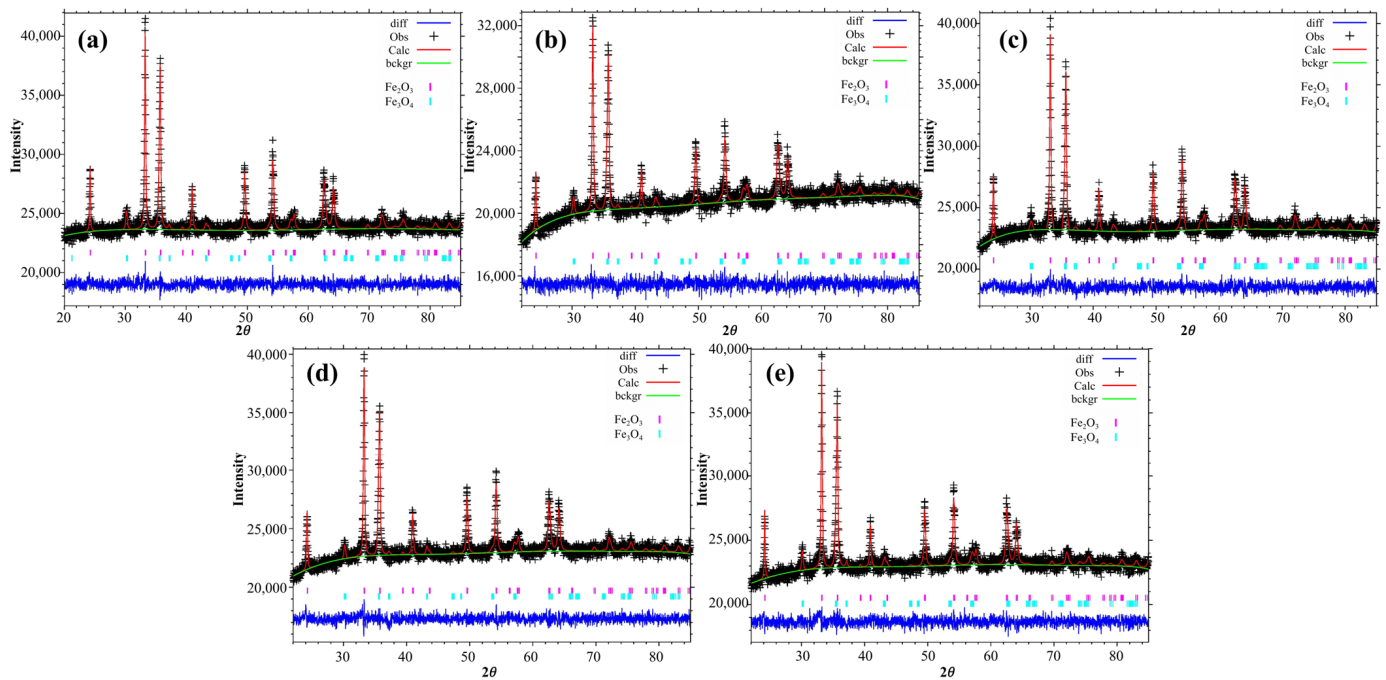 (a)
diff
Obs
Calc
bckgr
Fe2O3
Fe3O4
40,000
35,000
30,000
25,000
20,000
Intensity
20 30 40 50 60 70 80
2θ
(b)
diff
Obs
Calc
bckgr
Fe2O3
Fe3O4
32,000
28,000
24,000
20,000
16,000
Intensity
30 40 50 60 70 80
2θ
(c)
diff
Obs
Calc
bckgr
Fe2O3
Fe3O4
40,000
35,000
30,000
25,000
20,000
Intensity
30 40 50 60 70 80
2θ
(d)
diff
Obs
Calc
bckgr
Fe2O3
Fe3O4
40,000
35,000
30,000
25,000
20,000
Intensity
30 40 50 60 70 80
2θ
(e)
diff
Obs
Calc
bckgr
Fe2O3
Fe3O4
40,000
35,000
30,000
25,000
20,000
Intensity
30 40 50 60 70 80
2θ